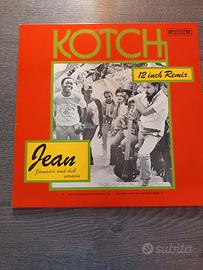 KOTCH
12 inch Remix
Jean
Jamaica and dub
version
subito